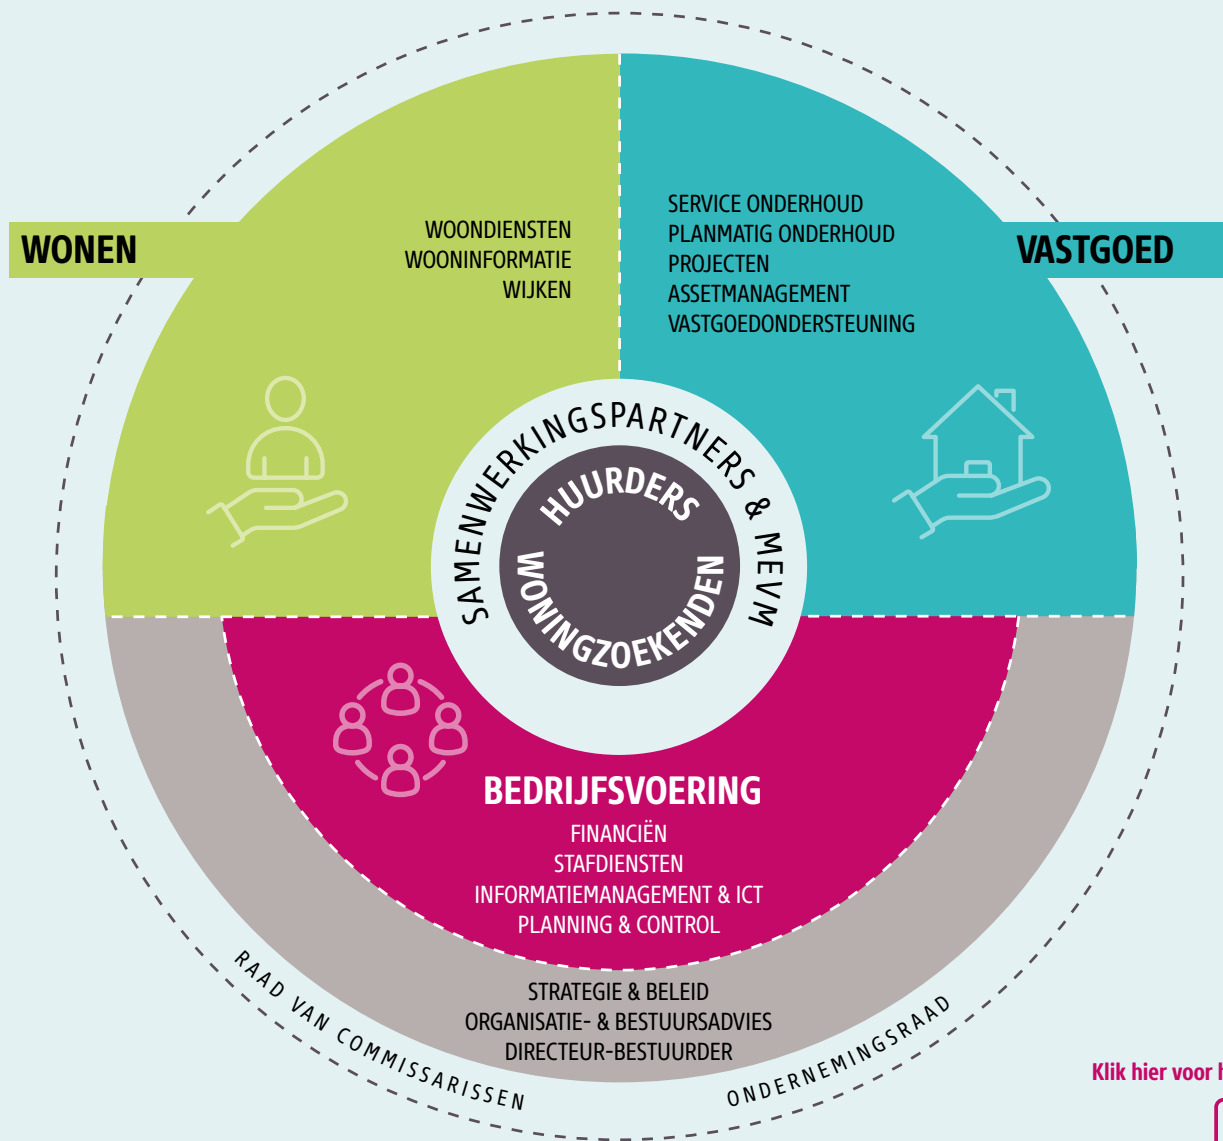 WONEN
WOONDIENSTEN
WOONINFORMATIE
WIJKEN
SERVICE ONDERHOUD
PLANMATIG ONDERHOUD
PROJECTEN
ASSETMANAGEMENT
VASTGOEDONDERSTEUNING
VASTGOED
SAMENWERKINGSPARTNERS & MEVM
HUURDERS
WONINGZOEKENDEN
BEDRIJFSVOERING
FINANCIËN
STAFDIENSTEN
INFORMATIEMANAGEMENT & ICT
PLANNING & CONTROL
STRATEGIE & BELEID
ORGANISATIE- & BESTUURSADVIES
DIRECTEUR-BESTUURDER
RAAD VAN COMMISSARISSEN
ONDERNEMINGSRAAD
Klik hier voor